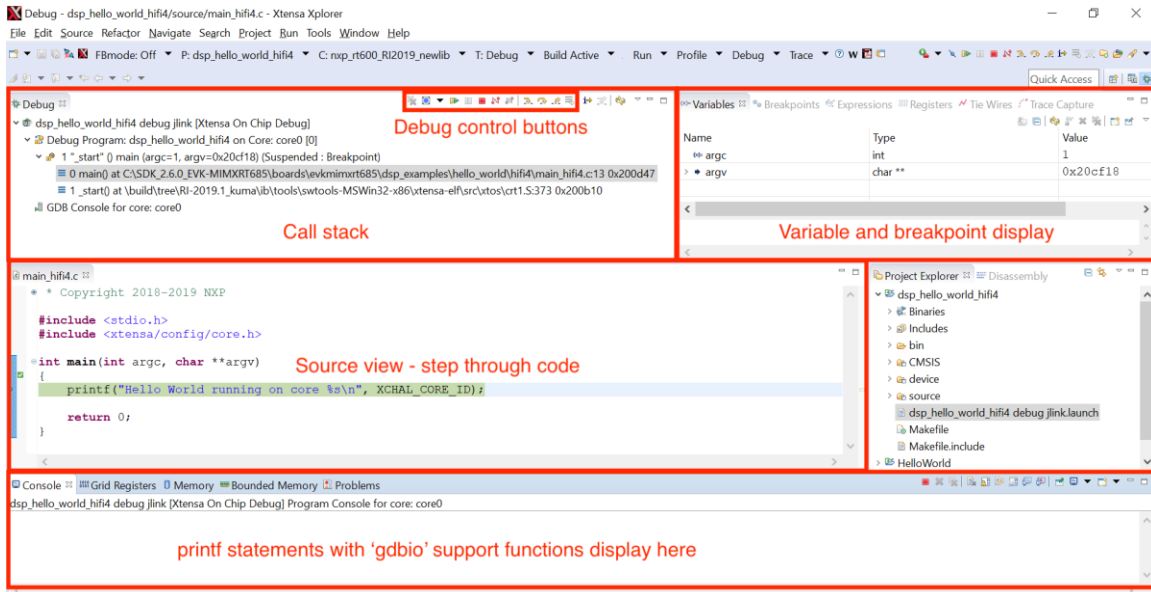 Debug - dsp_hello_world_hifi4/source/main_hifi4.c - Xtensa Xplorer
File Edit Source Refactor Navigate Search Project Run Tools Window Help
FBmode: Off P: dsp_hello_world_hifi4 C: nxp_rt600_RI2019_newlib T: Debug Build Active Run Profile Debug Trace
Quick Access
Debug
Debug control buttons
dsp_hello_world_hifi4 debug jlink [Xtensa On Chip Debug]
Debug Program: dsp_hello_world_hifi4 on Core: core0 [0]
1 "_start" () main (argc=1, argv=0x20cf18) (Suspended : Breakpoint)
0 main() at C:\SDK_2.6.0_EVK-MIMXRT685\boards\evkmimxrt685\dsp_examples\hello_world\hifi4\main_hifi4.c:13 0x200d47
1 _start() at \build\tree\RI-2019.1_kuma\ib\tools\swtools-MSWin32-x86\xtensa-elf\src\xtos\crt1.S:373 0x200b10
GDB Console for core: core0
Call stack
Variables Breakpoints Expressions Registers Tie Wires Trace Capture
Name Type Value
argc int 1
argv char ** 0x20cf18
Variable and breakpoint display
main_hifi4.c
* Copyright 2018-2019 NXP
#include <stdio.h>
#include <xtensa/config/core.h>
int main(int argc, char **argv)
{
printf("Hello World running on core %s\n", XCHAL_CORE_ID);
return 0;
}
Source view - step through code
Project Explorer Disassembly
dsp_hello_world_hifi4
Binaries
Includes
bin
CMSIS
device
source
dsp_hello_world_hifi4 debug jlink.launch
Makefile
Makefile.include
HelloWorld
Console Grid Registers Memory Bounded Memory Problems
dsp_hello_world_hifi4 debug jlink [Xtensa On Chip Debug] Program Console for core: core0
printf statements with ‘gdbio’ support functions display here